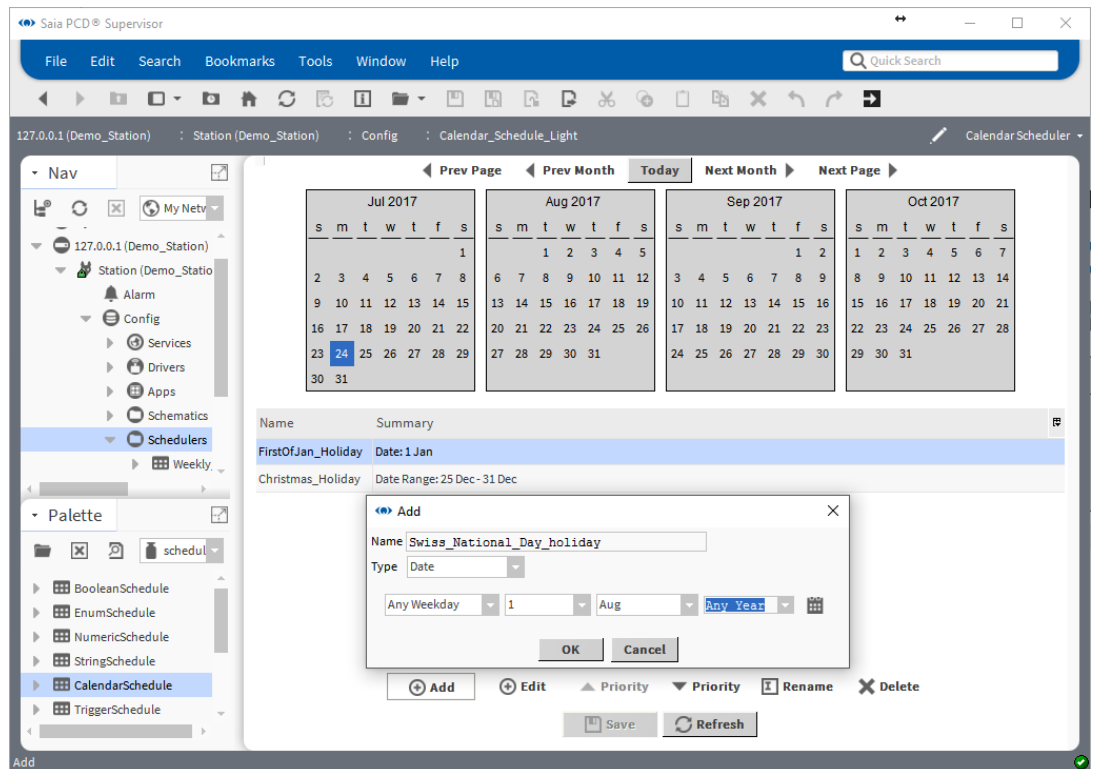 Saia PCD® Supervisor
File Edit Search Bookmarks Tools Window Help
Quick Search
127.0.0.1 (Demo_Station) : Station (Demo_Station) : Config : Calendar_Schedule_Light
Calendar Scheduler
Nav
My Netv
127.0.0.1 (Demo_Station)
Station (Demo_Statio
Alarm
Config
Services
Drivers
Apps
Schematics
Schedulers
Weekly_
Palette
schedul
BooleanSchedule
EnumSchedule
NumericSchedule
StringSchedule
CalendarSchedule
TriggerSchedule
Prev Page Prev Month Today Next Month Next Page
Jul 2017
s m t w t f s
1
2 3 4 5 6 7 8
9 10 11 12 13 14 15
16 17 18 19 20 21 22
23 24 25 26 27 28 29
30 31
Aug 2017
s m t w t f s
1 2 3 4 5
6 7 8 9 10 11 12
13 14 15 16 17 18 19
20 21 22 23 24 25 26
27 28 29 30 31
Sep 2017
s m t w t f s
1 2
3 4 5 6 7 8 9
10 11 12 13 14 15 16
17 18 19 20 21 22 23
24 25 26 27 28 29 30
Oct 2017
s m t w t f s
1 2 3 4 5 6 7
8 9 10 11 12 13 14
15 16 17 18 19 20 21
22 23 24 25 26 27 28
29 30 31
Name Summary
FirstOfJan_Holiday Date: 1 Jan
Christmas_Holiday Date Range: 25 Dec - 31 Dec
Add
Name Swiss_National_Day_holiday
Type Date
Any Weekday 1 Aug Any Year
OK Cancel
Add Edit Priority Priority Rename Delete
Save Refresh
Add